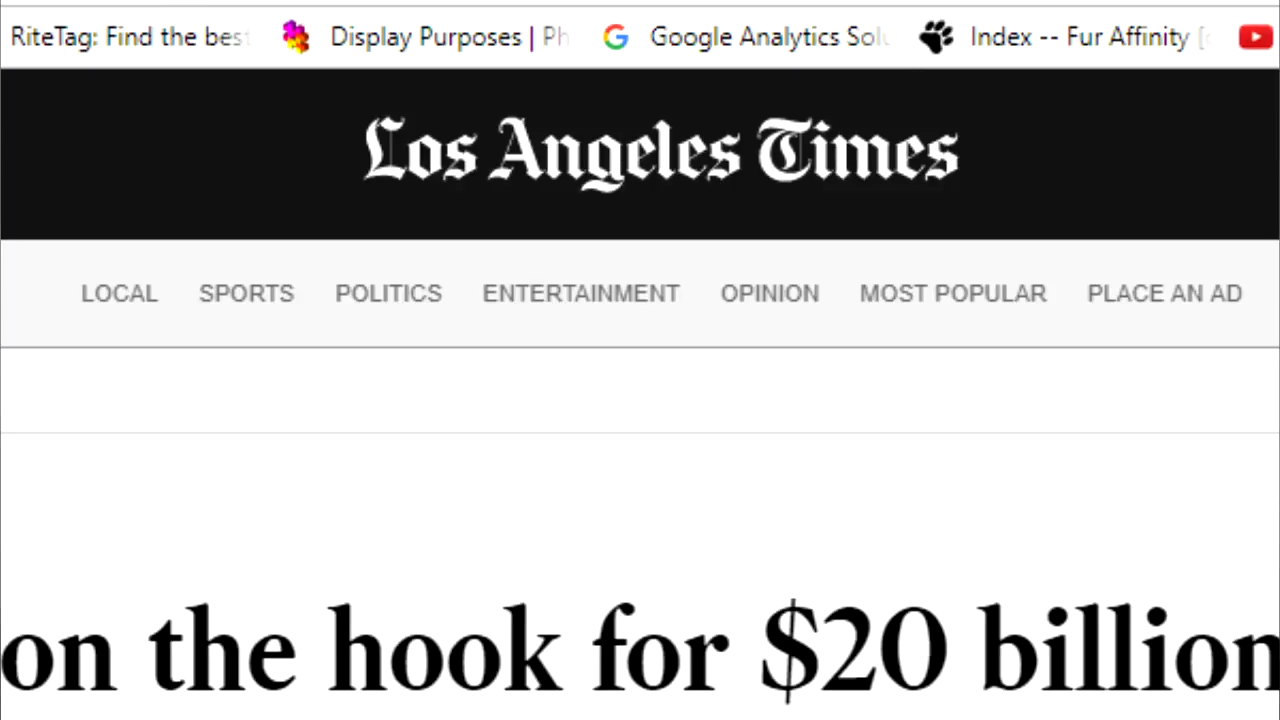 RiteTag: Find the best Display Purposes | Ph Google Analytics Solu Index -- Fur Affinity [
Los Angeles Times
LOCAL SPORTS POLITICS ENTERTAINMENT OPINION MOST POPULAR PLACE AN AD
on the hook for $20 billion